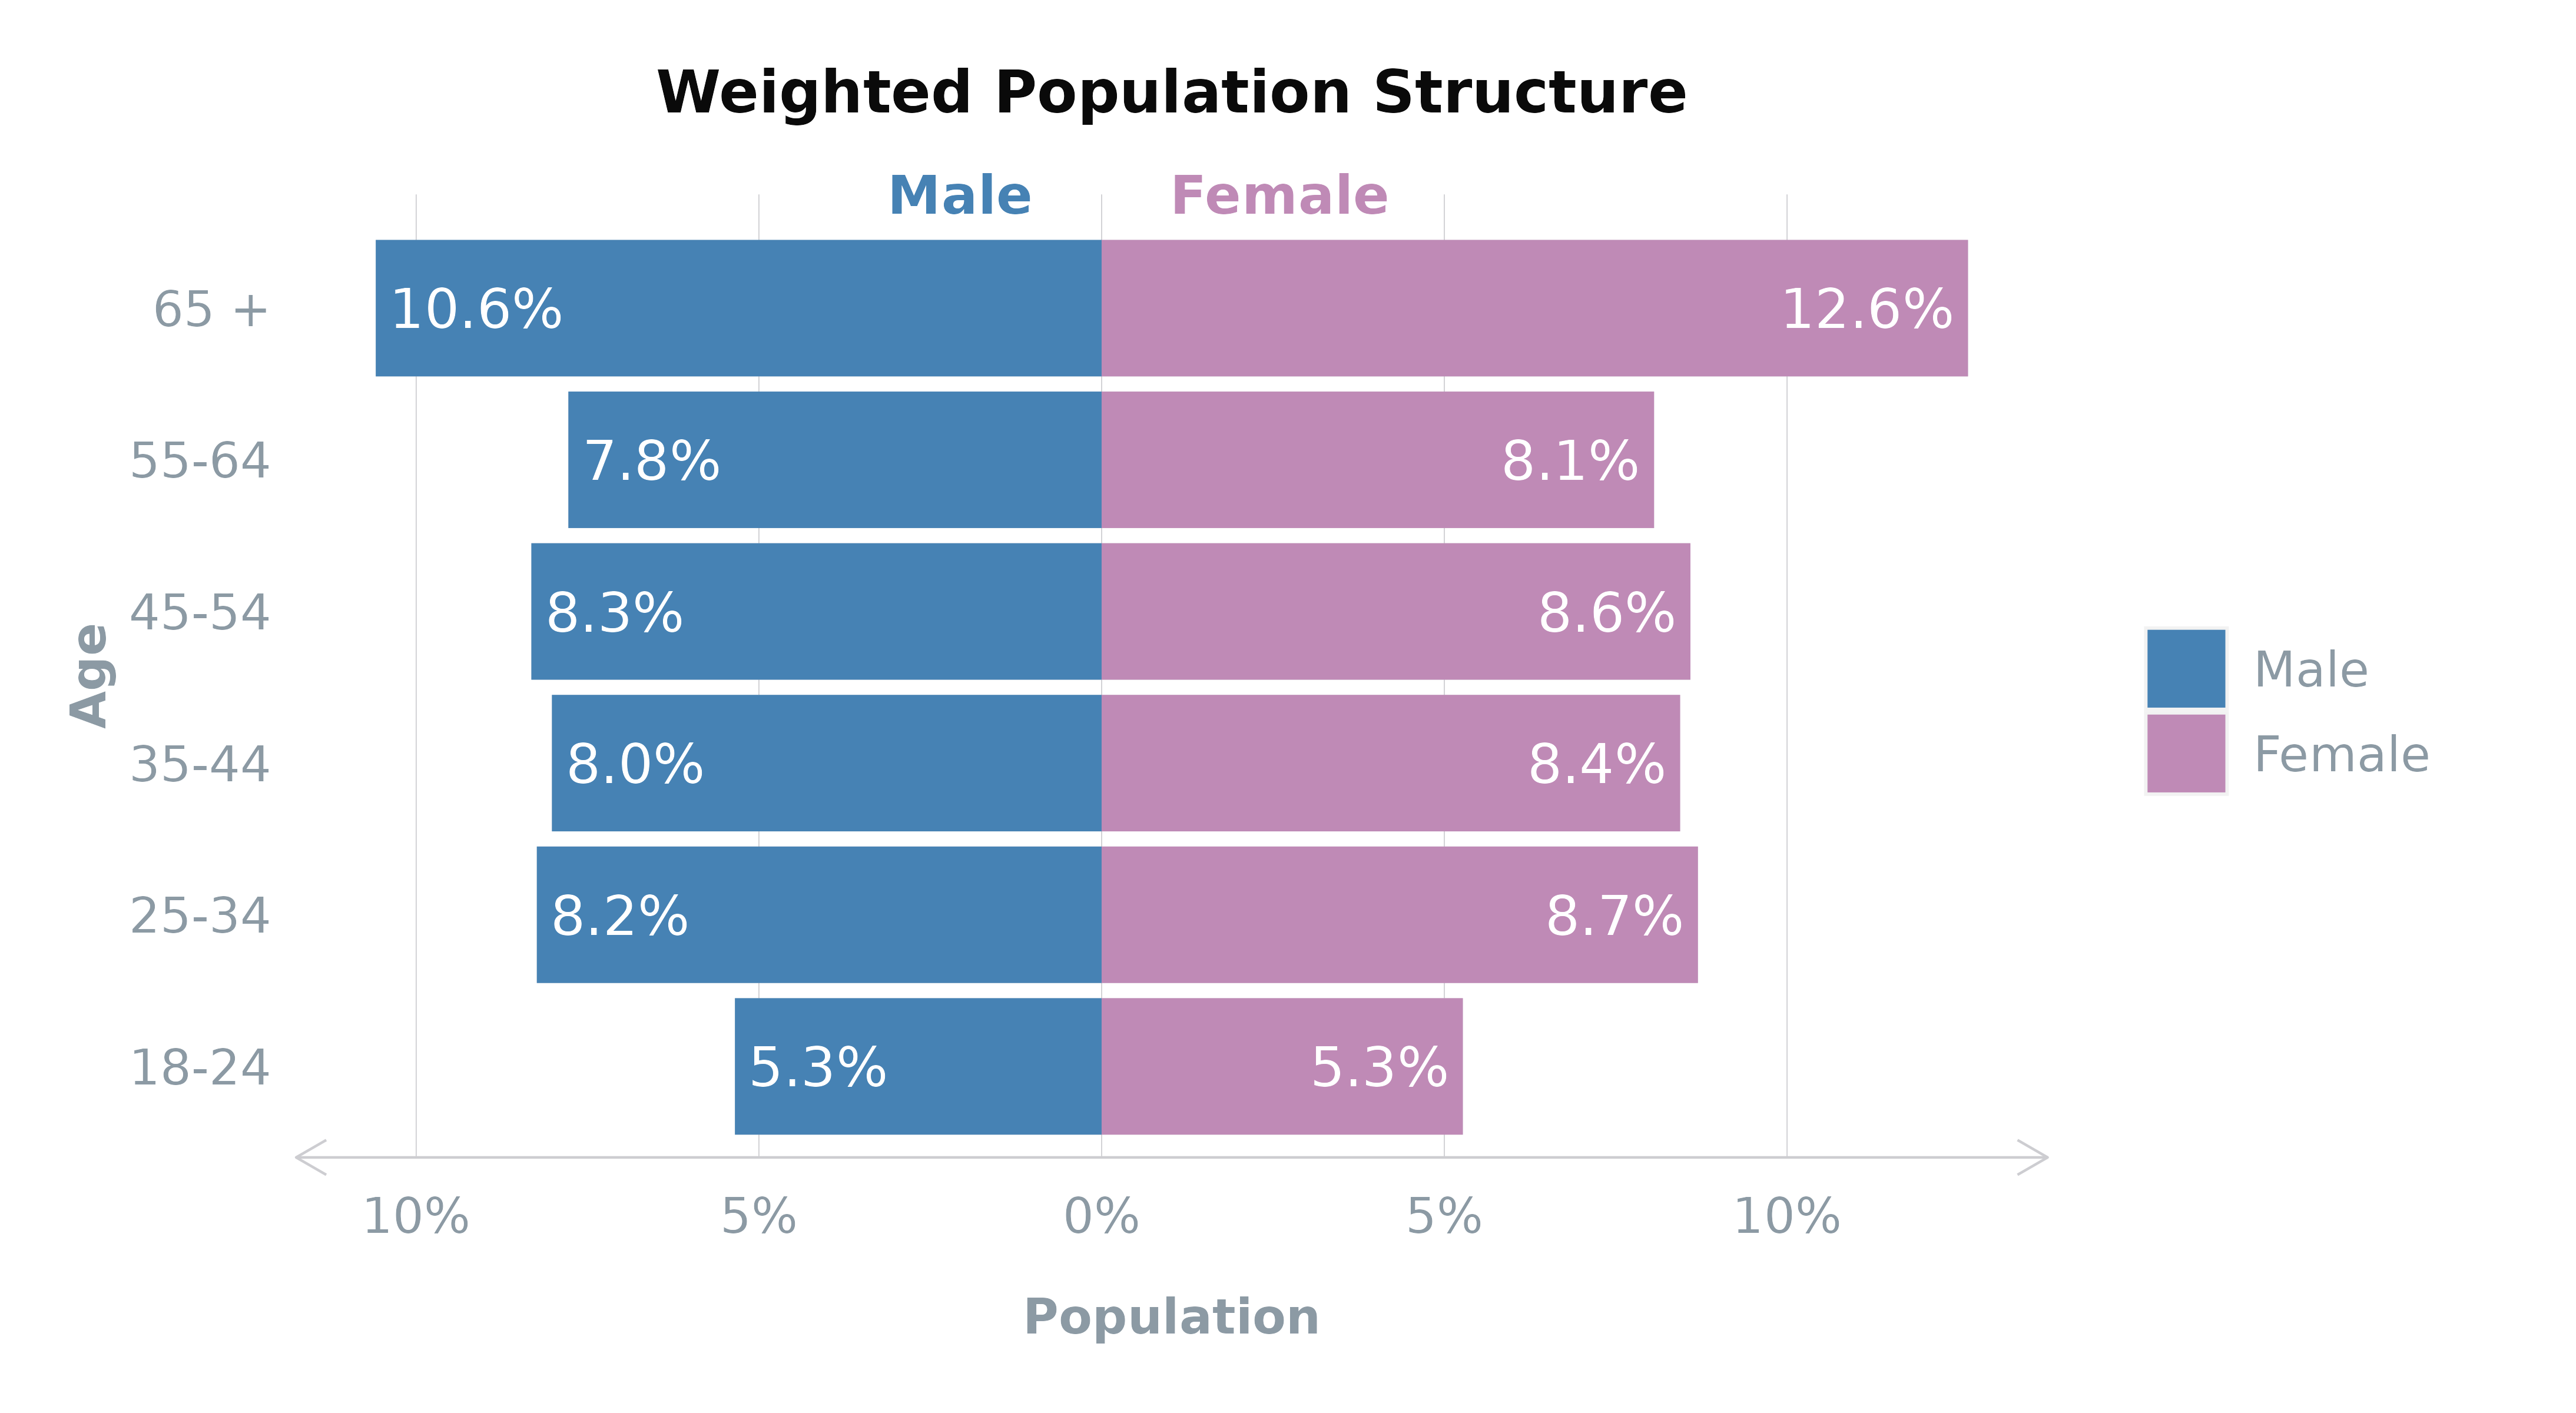 Weighted Population Structure
Male Female
65 + 10.6% 12.6%
55-64 7.8% 8.1%
45-54 8.3% 8.6%
Age
35-44 8.0% 8.4%
25-34 8.2% 8.7%
18-24 5.3% 5.3%
10% 5% 0% 5% 10%
Population
Male
Female